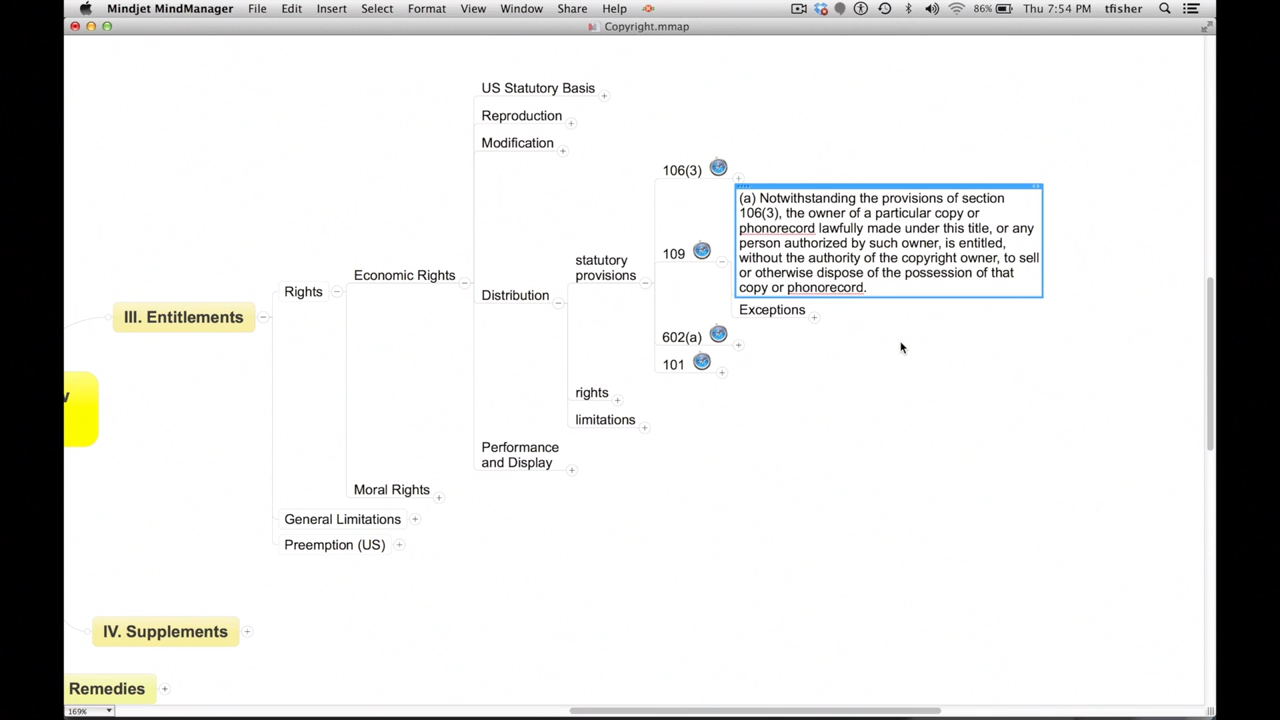 Mindjet MindManager File Edit Insert Select Format View Window Share Help 86% Thu 7:54 PM tfisher
Copyright.mmap
US Statutory Basis
Reproduction
Modification
106(3)
(a) Notwithstanding the provisions of section
106(3), the owner of a particular copy or
phonorecord lawfully made under this title, or any
person authorized by such owner, is entitled,
without the authority of the copyright owner, to sell
or otherwise dispose of the possession of that
copy or phonorecord.
109
statutory
provisions
Economic Rights
Rights
Distribution
III. Entitlements
Exceptions
602(a)
101
rights
limitations
Performance
and Display
Moral Rights
General Limitations
Preemption (US)
IV. Supplements
Remedies
169%